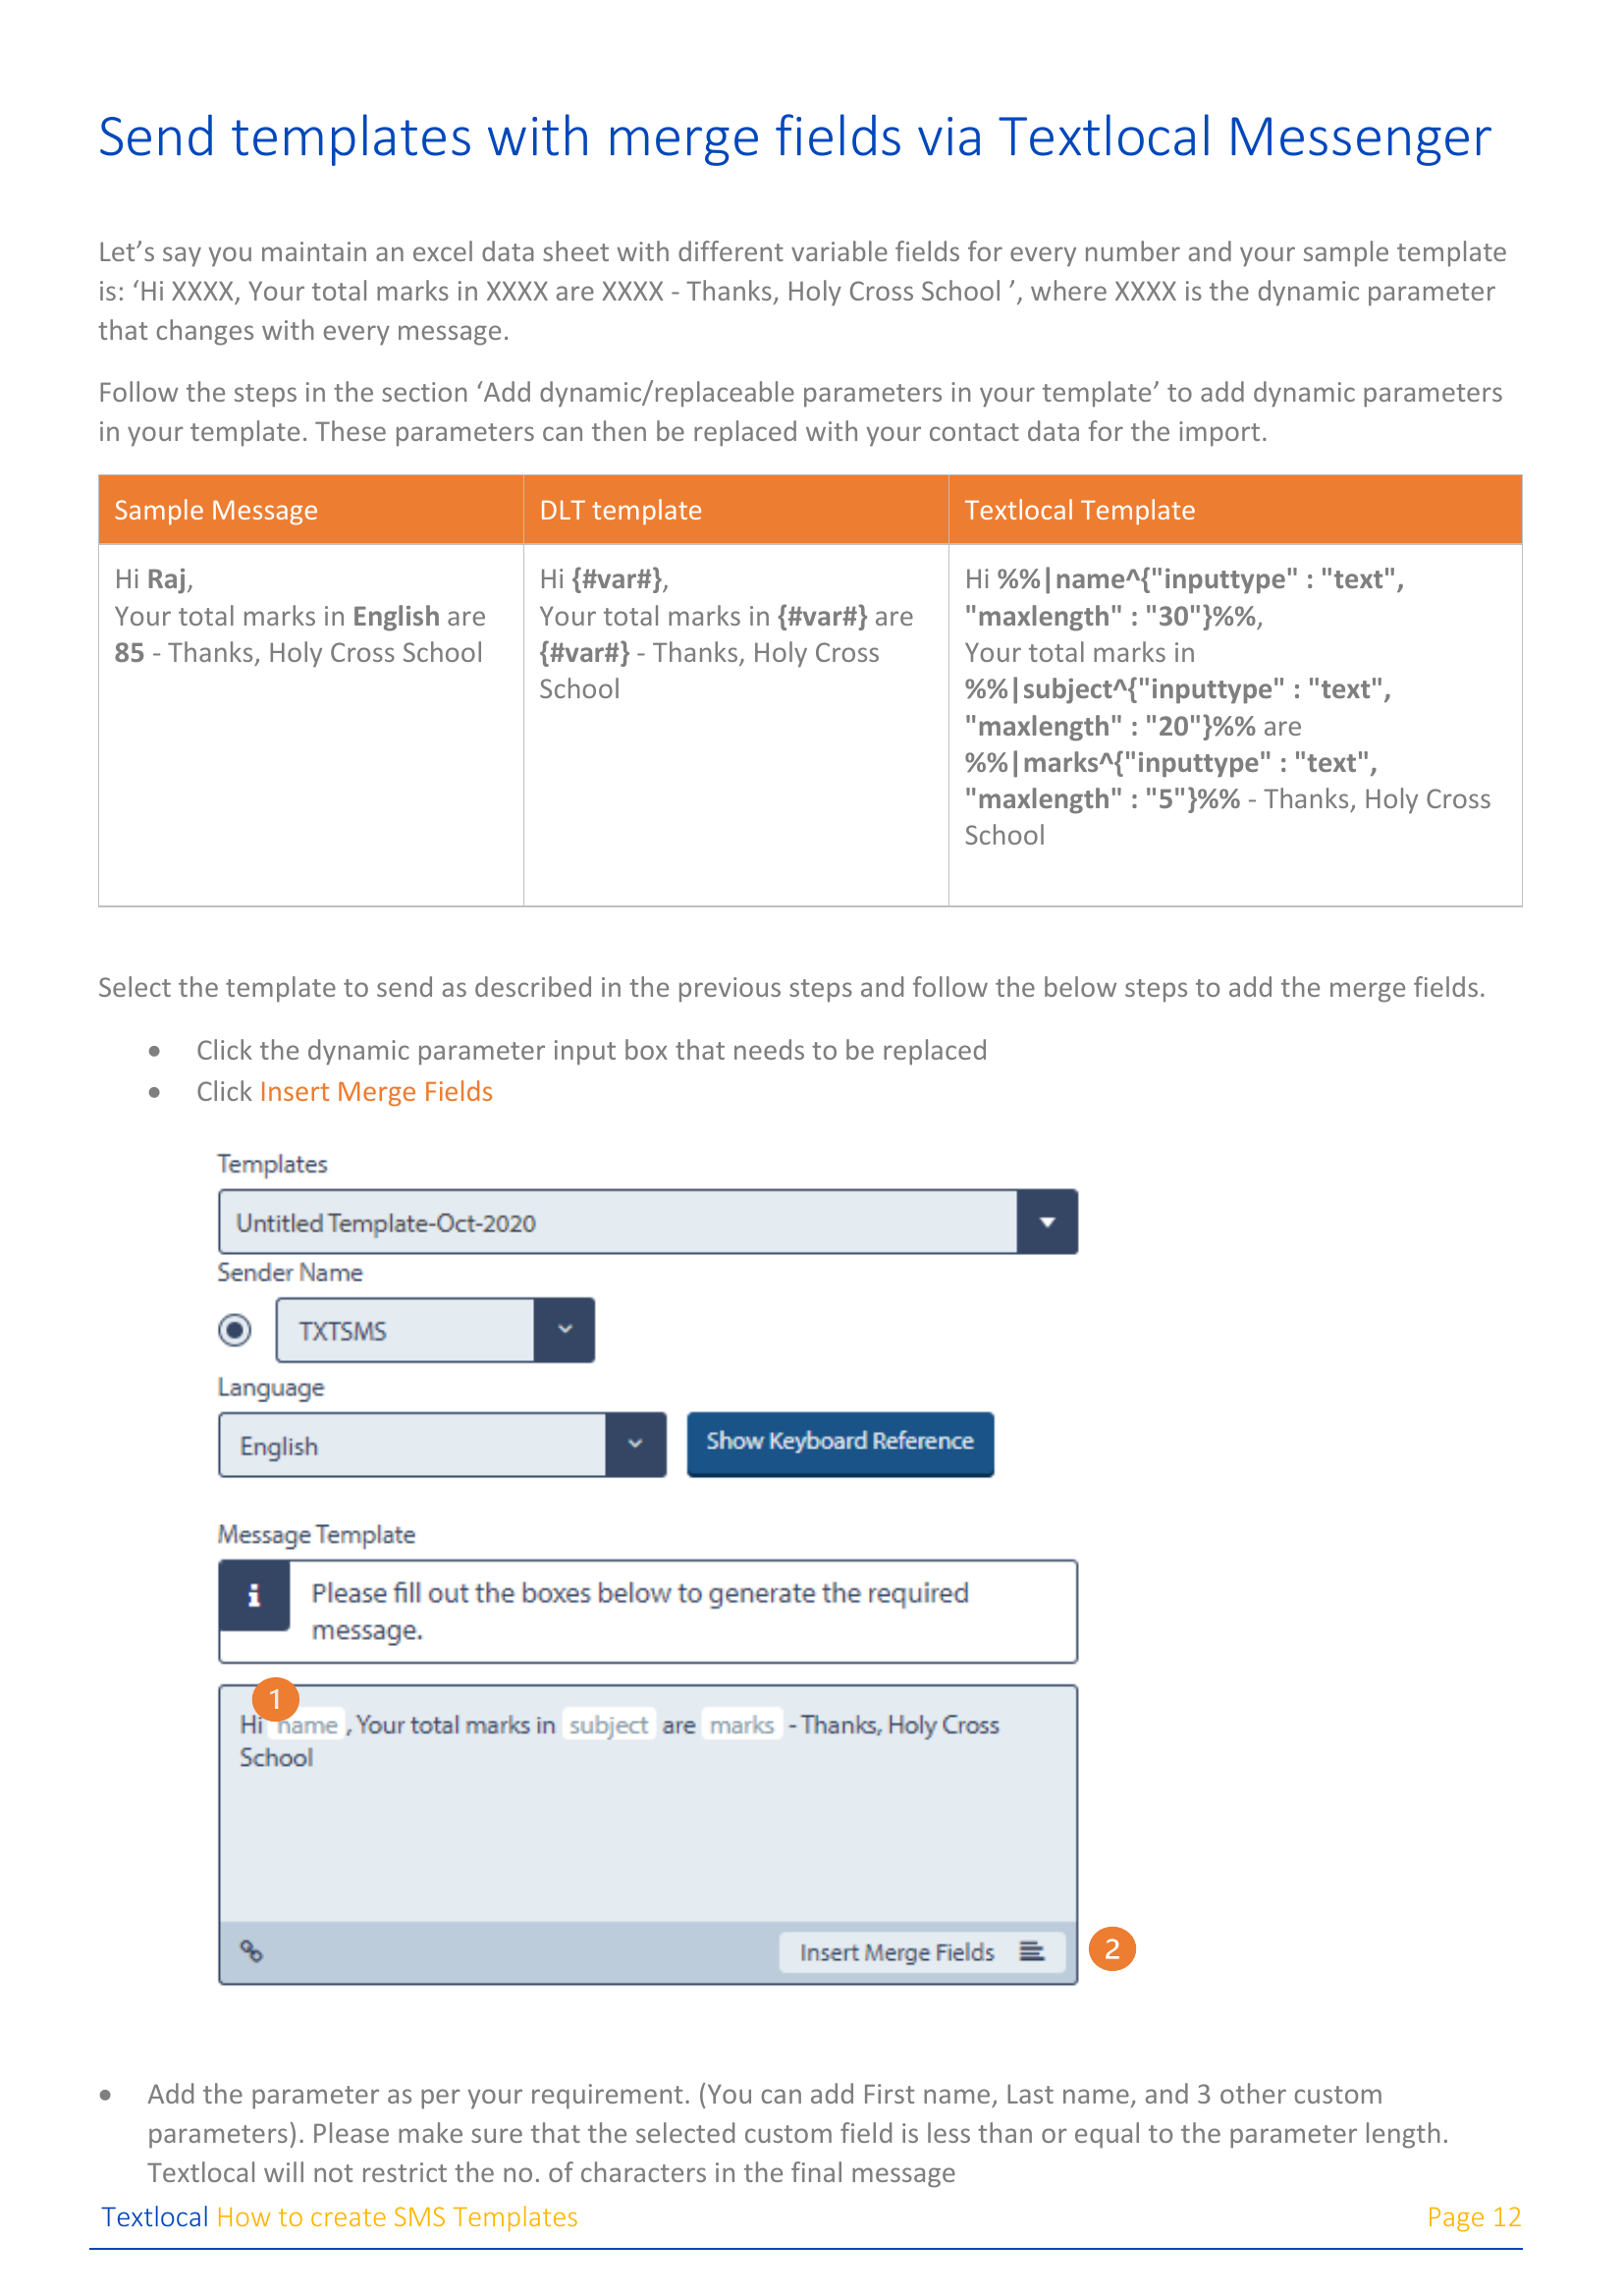 Send templates with merge fields via Textlocal Messenger
Let’s say you maintain an excel data sheet with different variable fields for every number and your sample template
is: ‘Hi XXXX, Your total marks in XXXX are XXXX - Thanks, Holy Cross School ’, where XXXX is the dynamic parameter
that changes with every message.
Follow the steps in the section ‘Add dynamic/replaceable parameters in your template’ to add dynamic parameters
in your template. These parameters can then be replaced with your contact data for the import.
Sample Message
Hi Raj,
Your total marks in English are
85 - Thanks, Holy Cross School
DLT template
Hi {#var#},
Your total marks in {#var#} are
{#var#} - Thanks, Holy Cross
School
Textlocal Template
Hi %%|name^{"inputtype" : "text",
"maxlength" : "30"}%%,
Your total marks in
%%|subject^{"inputtype" : "text",
"maxlength" : "20"}%% are
%%|marks^{"inputtype" : "text",
"maxlength" : "5"}%% - Thanks, Holy Cross
School
Select the template to send as described in the previous steps and follow the below steps to add the merge fields.
• Click the dynamic parameter input box that needs to be replaced
• Click Insert Merge Fields
Templates
Untitled Template-Oct-2020
Sender Name
TXTSMS
Language
English
Show Keyboard Reference
Message Template
i
Please fill out the boxes below to generate the required
message.
1
Hi name , Your total marks in subject are marks - Thanks, Holy Cross
School
Insert Merge Fields
2
• Add the parameter as per your requirement. (You can add First name, Last name, and 3 other custom
parameters). Please make sure that the selected custom field is less than or equal to the parameter length.
Textlocal will not restrict the no. of characters in the final message
Textlocal How to create SMS Templates
Page 12